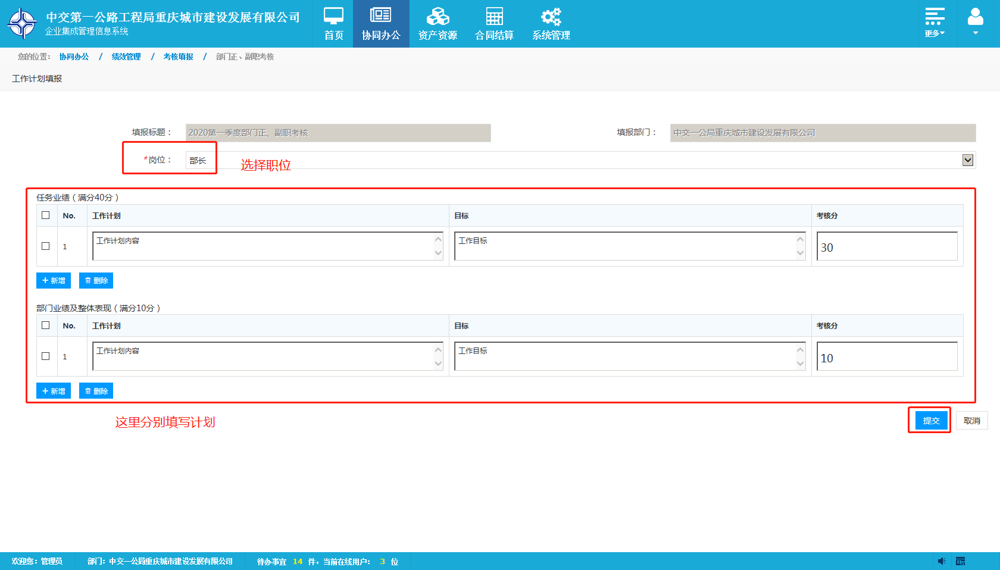 中交第一公路工程局重庆城市建设发展有限公司
企业集成管理信息系统
首页 协同办公 资产资源 合同结算 系统管理 更多
您的位置： 协同办公 / 绩效管理 / 考核填报 / 部门正、副职考核
工作计划填报
填报标题： 2020第一季度部门正、副职考核 填报部门： 中交一公局重庆城市建设发展有限公司
*岗位： 部长 选择职位
任务业绩（满分40分）
No. 工作计划 目标 考核分
1 工作计划内容 工作目标 30
+ 新增 删除
部门业绩及整体表现（满分10分）
No. 工作计划 目标 考核分
1 工作计划内容 工作目标 10
+ 新增 删除
这里分别填写计划 提交 取消
欢迎您：管理员 部门：中交一公局重庆城市建设发展有限公司 待办事宜 14 件，当前在线用户： 3 位